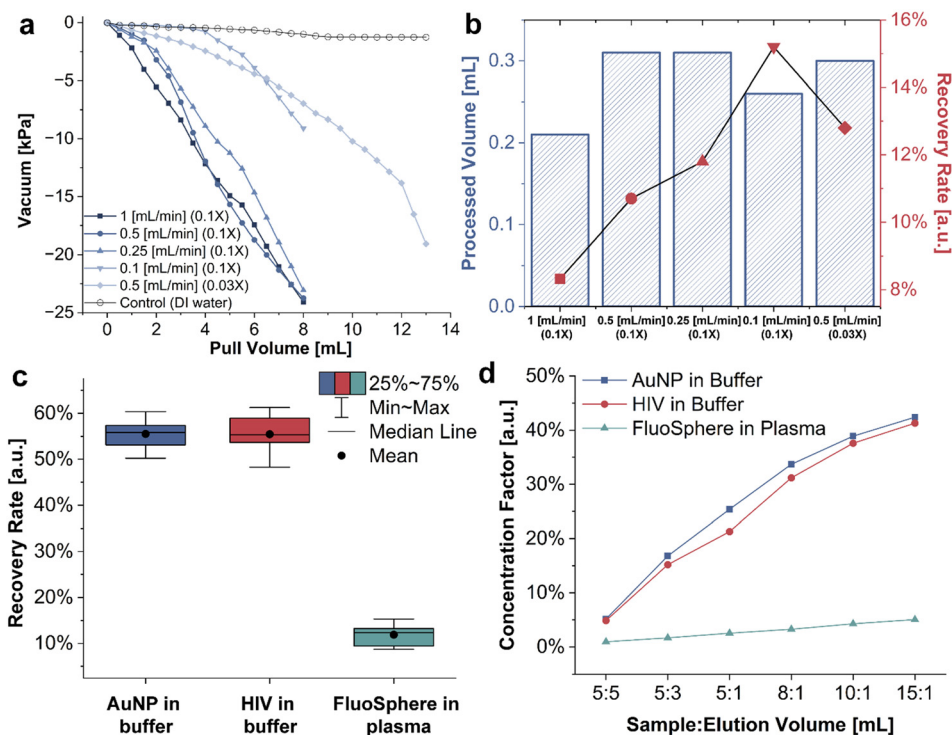 a
0
-5
-10
-15
-20
-25
Vacuum [kPa]
1 [mL/min] (0.1X)
0.5 [mL/min] (0.1X)
0.25 [mL/min] (0.1X)
0.1 [mL/min] (0.1X)
0.5 [mL/min] (0.03X)
Control (DI water)
0 2 4 6 8 10 12 14
Pull Volume [mL]
b
0.3
0.2
0.1
0.0
Processed Volume [mL]
16%
14%
12%
10%
8%
Recovery Rate [a.u.]
1 [mL/min] 0.5 [mL/min] 0.25 [mL/min] 0.1 [mL/min] 0.5 [mL/min]
(0.1X) (0.1X) (0.1X) (0.1X) (0.03X)
c
60%
50%
40%
30%
20%
10%
Recovery Rate [a.u.]
25%~75%
Min~Max
Median Line
Mean
AuNP in HIV in FluoSphere in
buffer buffer plasma
d
50%
40%
30%
20%
10%
0%
Concentration Factor [a.u.]
AuNP in Buffer
HIV in Buffer
FluoSphere in Plasma
5:5 5:3 5:1 8:1 10:1 15:1
Sample:Elution Volume [mL]